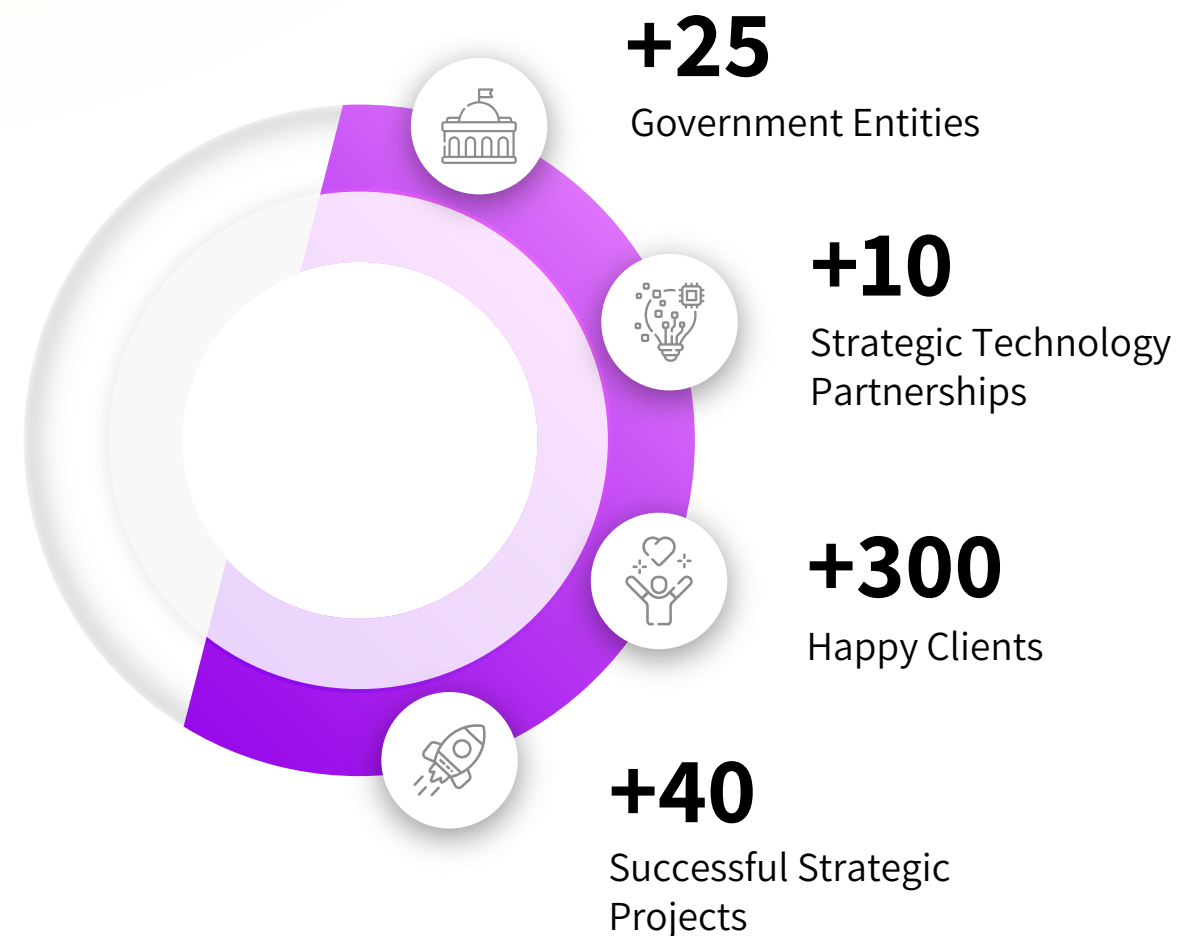 +25
Government Entities
+10
Strategic Technology
Partnerships
+300
Happy Clients
+40
Successful Strategic
Projects